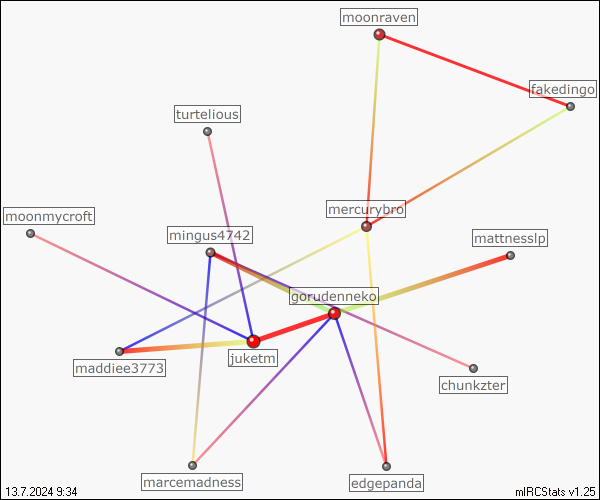 moonraven
fakedingo
turtelious
moonmycroft
mercurybro
mingus4742
mattnesslp
gorudenneko
juketm
maddiee3773
chunkzter
marcemadness
edgepanda
13.7.2024 9:34
mIRCStats v1.25